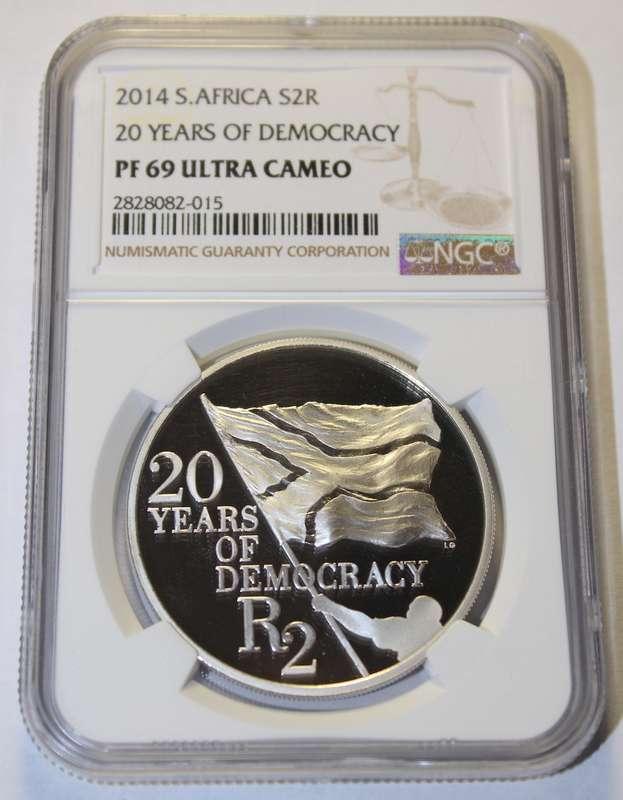 2014 S.AFRICA S2R
20 YEARS OF DEMOCRACY
PF 69 ULTRA CAMEO
2828082-015
NUMISMATIC GUARANTY CORPORATION
NGC®
20
YEARS
OF
DEMOCRACY
R2
LG